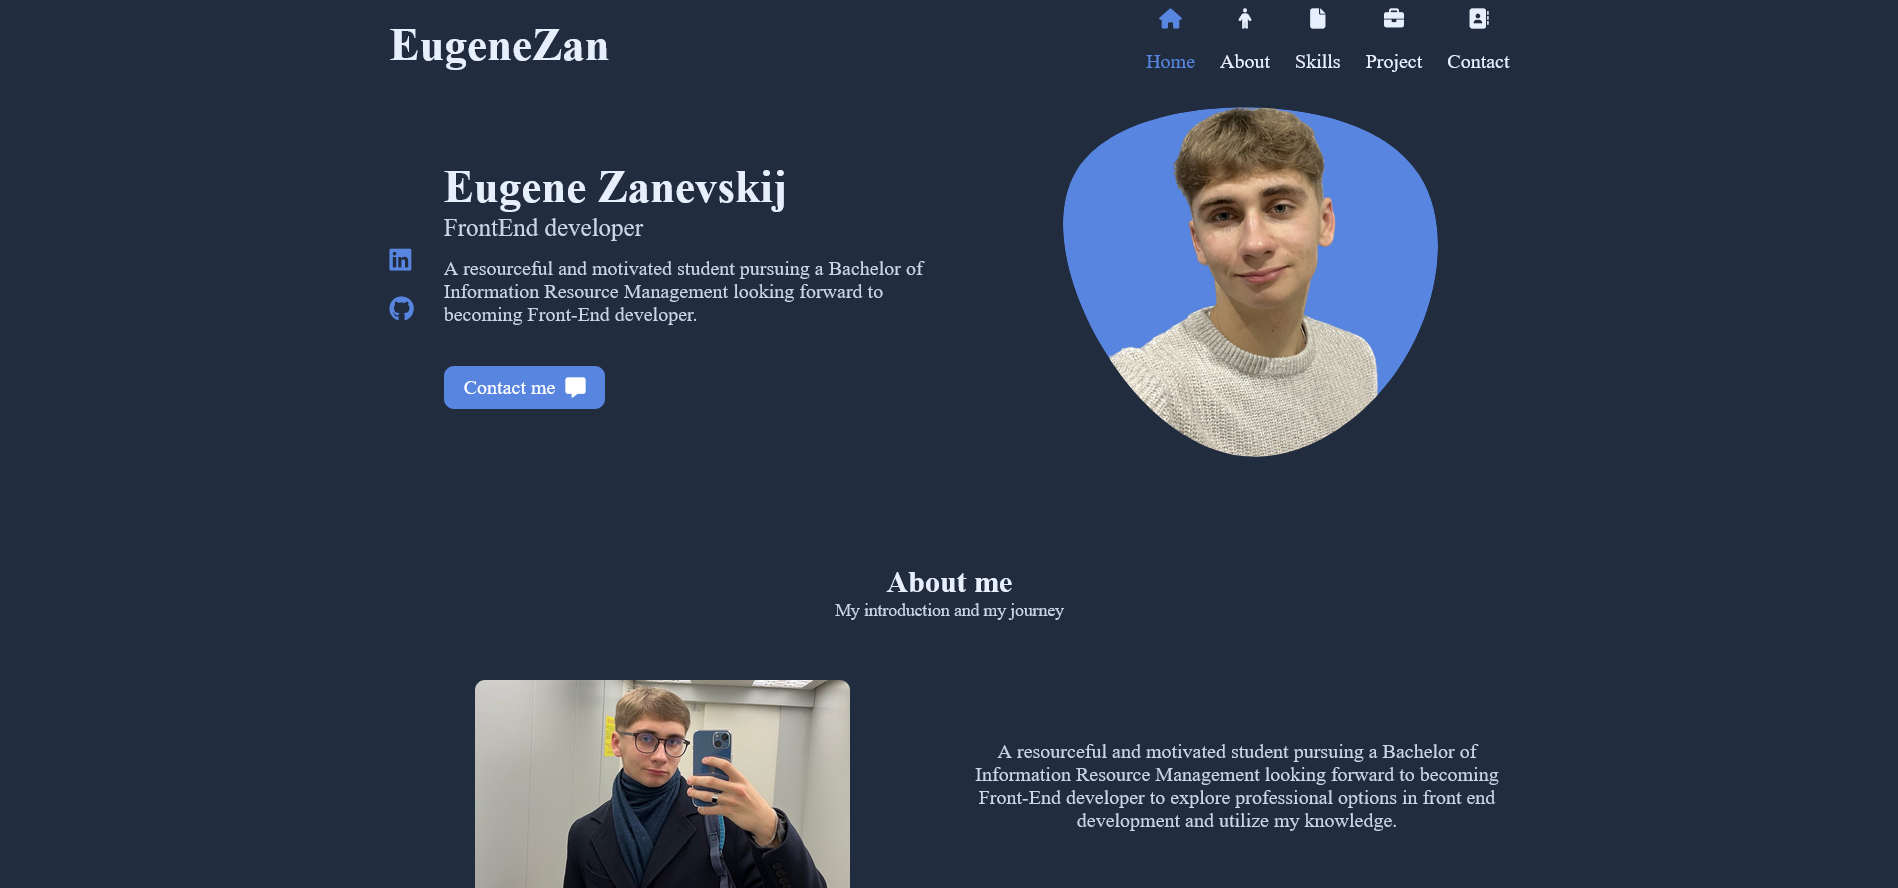 EugeneZan
Home About Skills Project Contact
Eugene Zanevskij
FrontEnd developer
A resourceful and motivated student pursuing a Bachelor of
Information Resource Management looking forward to
becoming Front-End developer.
Contact me
About me
My introduction and my journey
A resourceful and motivated student pursuing a Bachelor of
Information Resource Management looking forward to becoming
Front-End developer to explore professional options in front end
development and utilize my knowledge.